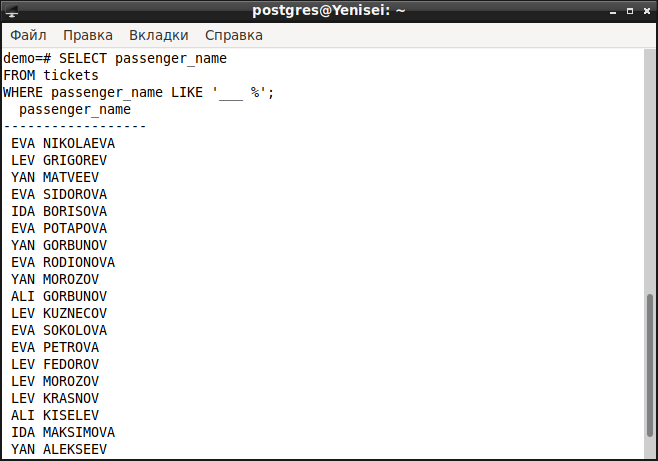 postgres@Yenisei: ~
Файл Правка Вкладки Справка
demo=# SELECT passenger_name
FROM tickets
WHERE passenger_name LIKE '___ %';
passenger_name
------------------
EVA NIKOLAEVA
LEV GRIGOREV
YAN MATVEEV
EVA SIDOROVA
IDA BORISOVA
EVA POTAPOVA
YAN GORBUNOV
EVA RODIONOVA
YAN MOROZOV
ALI GORBUNOV
LEV KUZNECOV
EVA SOKOLOVA
EVA PETROVA
LEV FEDOROV
LEV MOROZOV
LEV KRASNOV
ALI KISELEV
IDA MAKSIMOVA
YAN ALEKSEEV